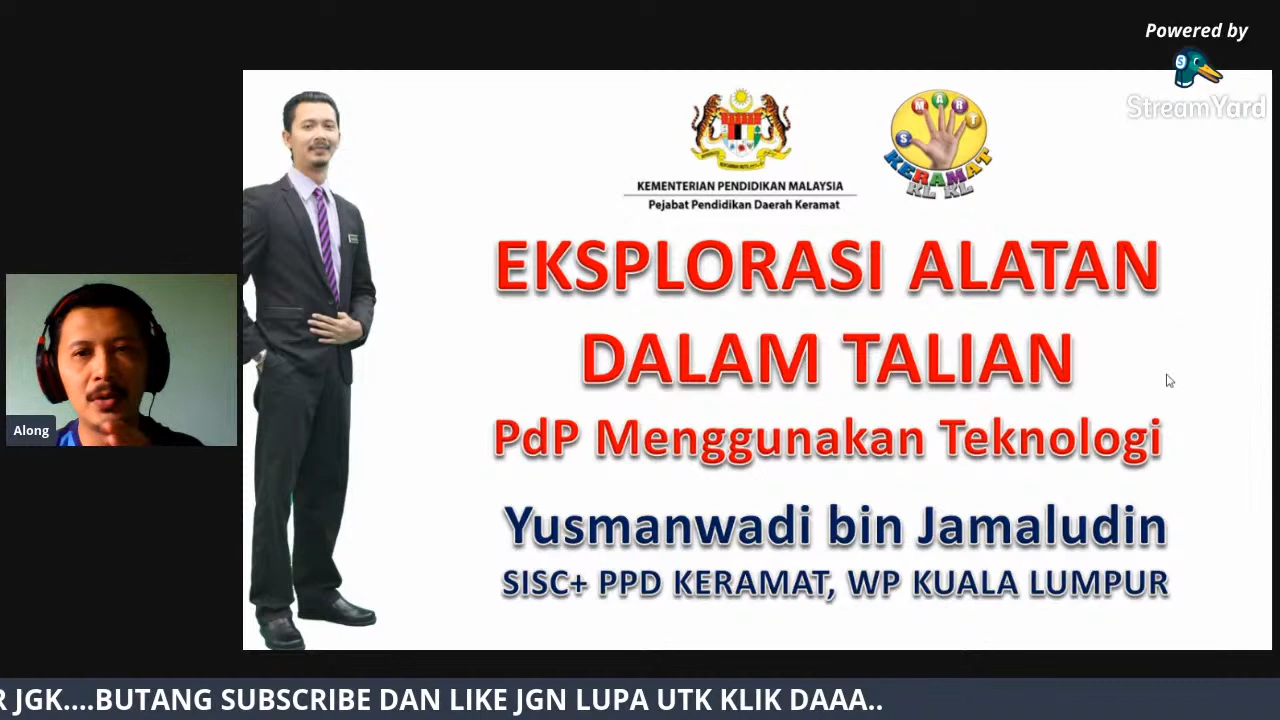 Powered by
StreamYard
S M A R T
KERAMAT
KL KL
KEMENTERIAN PENDIDIKAN MALAYSIA
Pejabat Pendidikan Daerah Keramat
EKSPLORASI ALATAN
DALAM TALIAN
PdP Menggunakan Teknologi
Yusmanwadi bin Jamaludin
SISC+ PPD KERAMAT, WP KUALA LUMPUR
Along
R JGK....BUTANG SUBSCRIBE DAN LIKE JGN LUPA UTK KLIK DAAA..